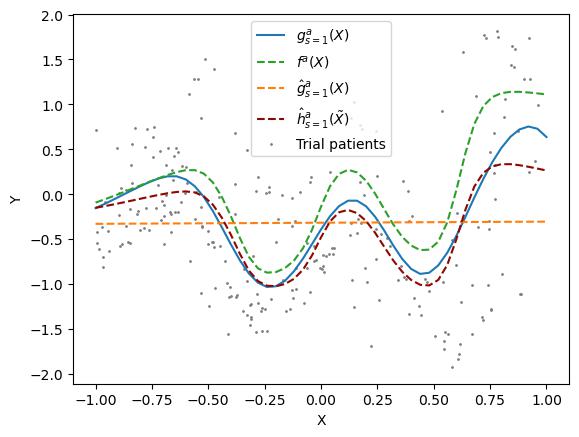 g^a_{s=1}(X)
f^a(X)
ĝ^a_{s=1}(X)
ĥ^a_{s=1}(X̃)
Trial patients
Y
2.0
1.5
1.0
0.5
0.0
−0.5
−1.0
−1.5
−2.0
−1.00 −0.75 −0.50 −0.25 0.00 0.25 0.50 0.75 1.00
X